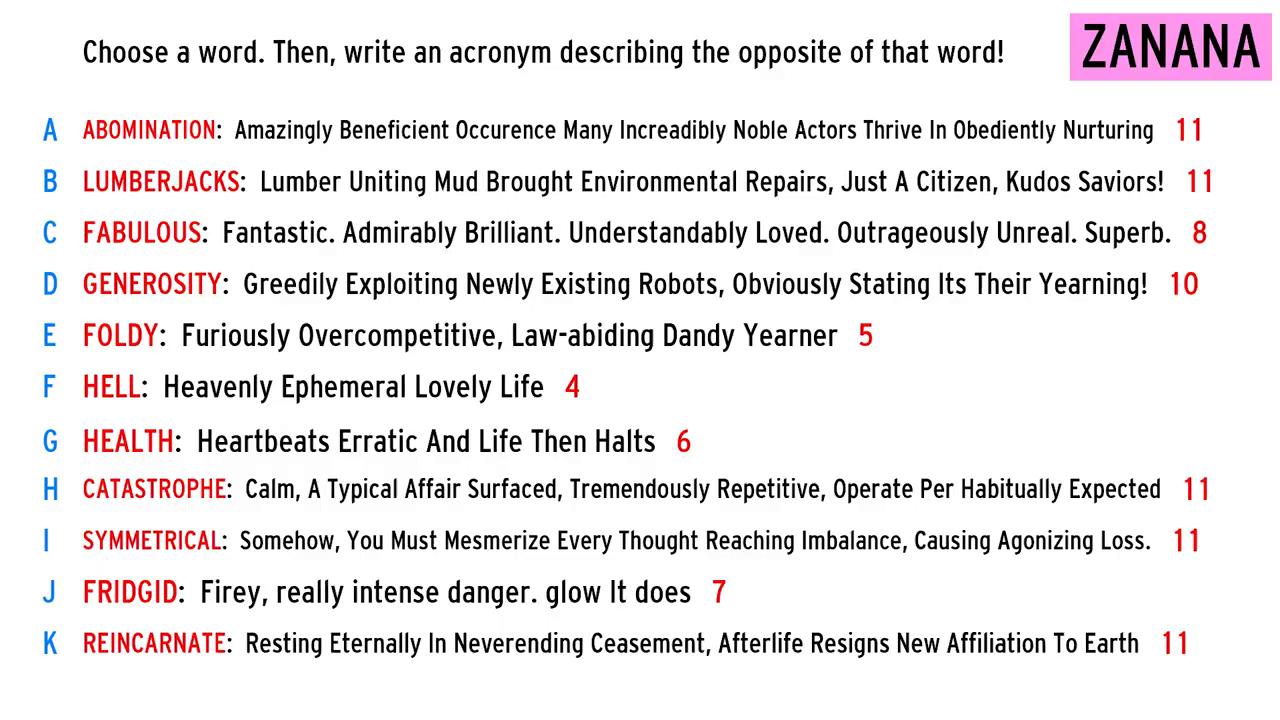 Choose a word. Then, write an acronym describing the opposite of that word!
ZANANA
A ABOMINATION: Amazingly Beneficient Occurence Many Increadibly Noble Actors Thrive In Obediently Nurturing 11
B LUMBERJACKS: Lumber Uniting Mud Brought Environmental Repairs, Just A Citizen, Kudos Saviors! 11
C FABULOUS: Fantastic. Admirably Brilliant. Understandably Loved. Outrageously Unreal. Superb. 8
D GENEROSITY: Greedily Exploiting Newly Existing Robots, Obviously Stating Its Their Yearning! 10
E FOLDY: Furiously Overcompetitive, Law-abiding Dandy Yearner 5
F HELL: Heavenly Ephemeral Lovely Life 4
G HEALTH: Heartbeats Erratic And Life Then Halts 6
H CATASTROPHE: Calm, A Typical Affair Surfaced, Tremendously Repetitive, Operate Per Habitually Expected 11
I SYMMETRICAL: Somehow, You Must Mesmerize Every Thought Reaching Imbalance, Causing Agonizing Loss. 11
J FRIDGID: Firey, really intense danger. glow It does 7
K REINCARNATE: Resting Eternally In Neverending Ceasement, Afterlife Resigns New Affiliation To Earth 11